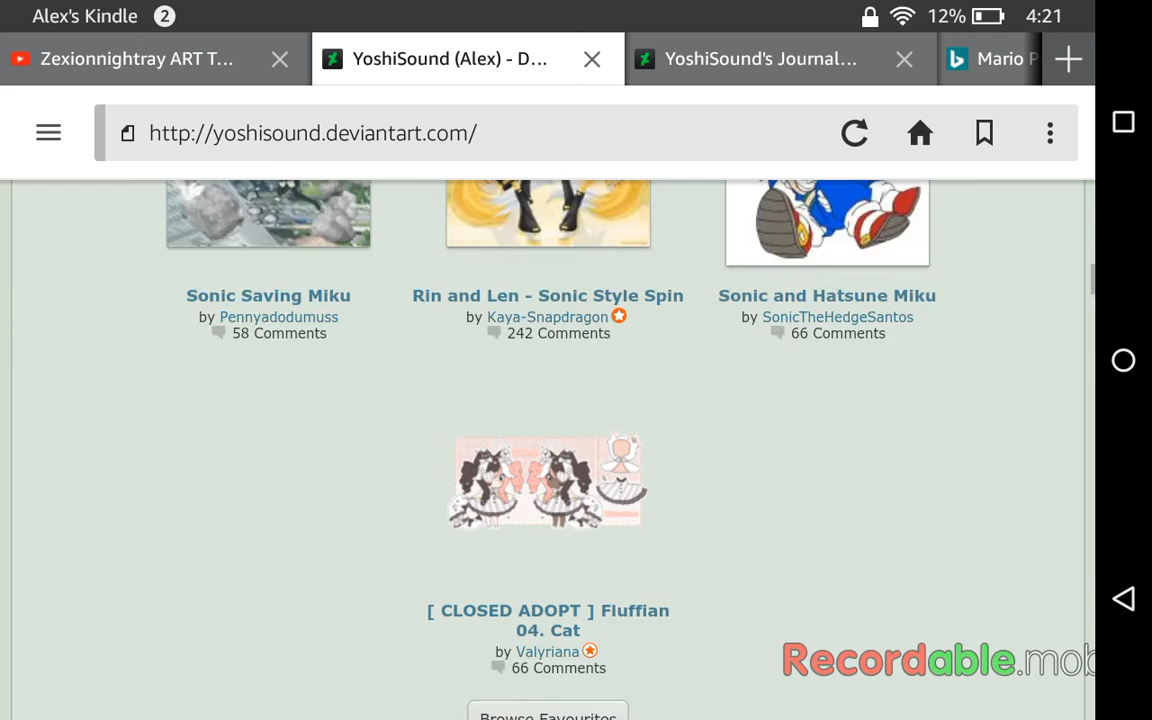 Alex's Kindle 2 12% 4:21
Zexionnightray ART T... YoshiSound (Alex) - D... YoshiSound's Journal... Mario P
http://yoshisound.deviantart.com/
Sonic Saving Miku Rin and Len - Sonic Style Spin Sonic and Hatsune Miku
by Pennyadodumuss by Kaya-Snapdragon by SonicTheHedgeSantos
58 Comments 242 Comments 66 Comments
[ CLOSED ADOPT ] Fluffian
04. Cat
by Valyriana
66 Comments
Recordable.mob
Browse Favourites